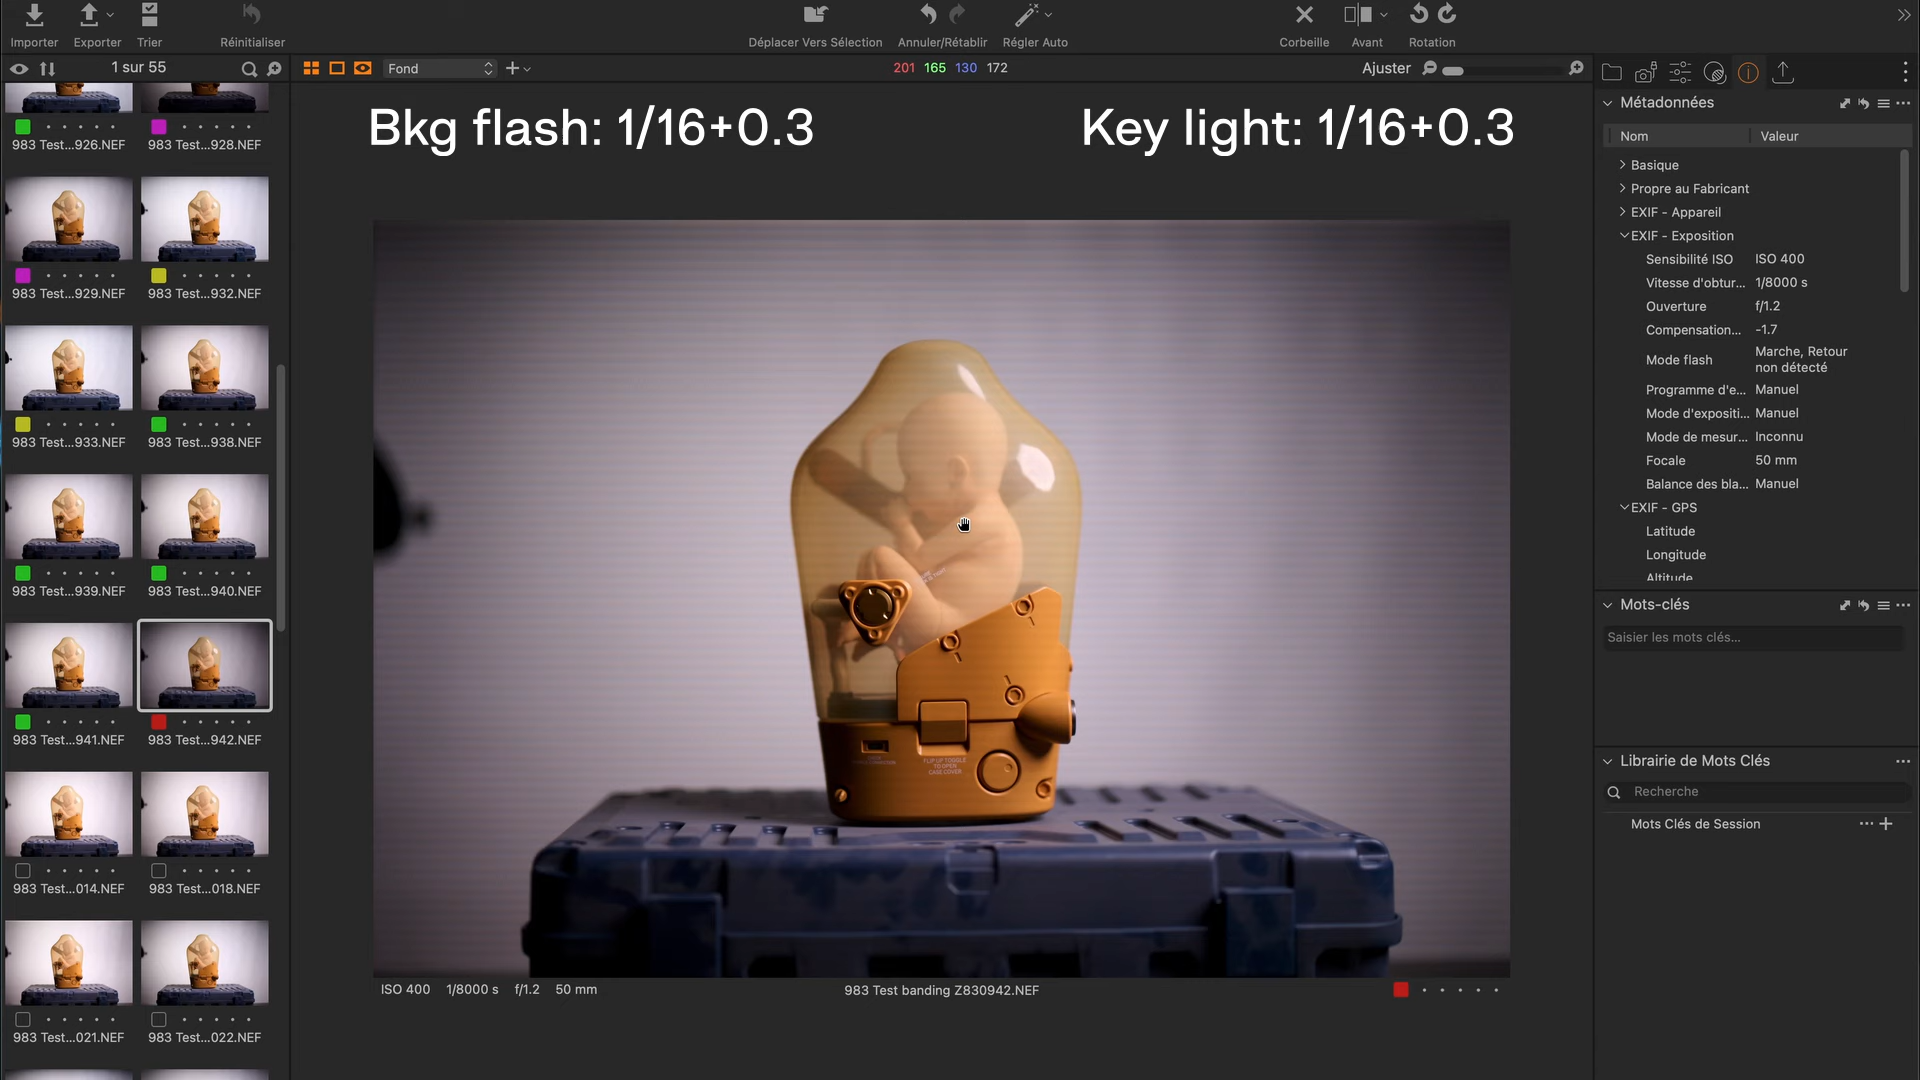 Importer
Exporter
Trier
Réinitialiser
Déplacer Vers Sélection
Annuler/Rétablir
Régler Auto
Corbeille
Avant
Rotation
1 sur 55
Fond
201 165 130 172
Ajuster
Bkg flash: 1/16+0.3
Key light: 1/16+0.3
983 Test...926.NEF
983 Test...928.NEF
983 Test...929.NEF
983 Test...932.NEF
983 Test...933.NEF
983 Test...938.NEF
983 Test...939.NEF
983 Test...940.NEF
983 Test...941.NEF
983 Test...942.NEF
983 Test...014.NEF
983 Test...018.NEF
983 Test...021.NEF
983 Test...022.NEF
FLIP UP TOGGLE
TO OPEN
CASE COVER
ISO 400 1/8000 s f/1.2 50 mm
983 Test banding Z830942.NEF
Métadonnées
Nom Valeur
Basique
Propre au Fabricant
EXIF - Appareil
EXIF - Exposition
Sensibilité ISO ISO 400
Vitesse d'obtur... 1/8000 s
Ouverture f/1.2
Compensation... -1.7
Mode flash Marche, Retour
non détecté
Programme d'e... Manuel
Mode d'expositi... Manuel
Mode de mesur... Inconnu
Focale 50 mm
Balance des bla... Manuel
EXIF - GPS
Latitude
Longitude
Altitude
Mots-clés
Saisier les mots clés...
Librairie de Mots Clés
Recherche
Mots Clés de Session